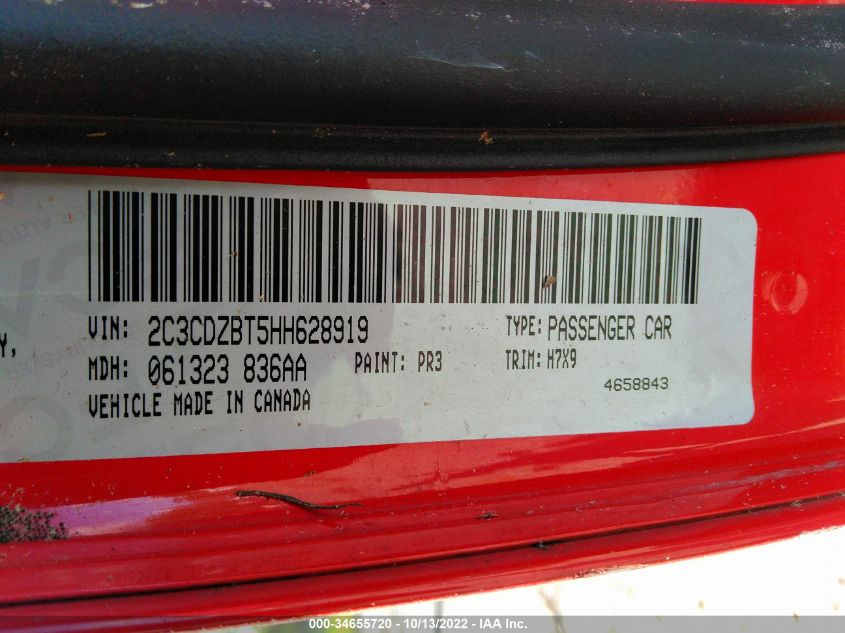 VIN: 2C3CDZBT5HH628919 TYPE: PASSENGER CAR
Y,
MDH: 061323 836AA PAINT: PR3 TRIM: H7X9
4658843
VEHICLE MADE IN CANADA
000-34655720 - 10/13/2022 - IAA Inc.